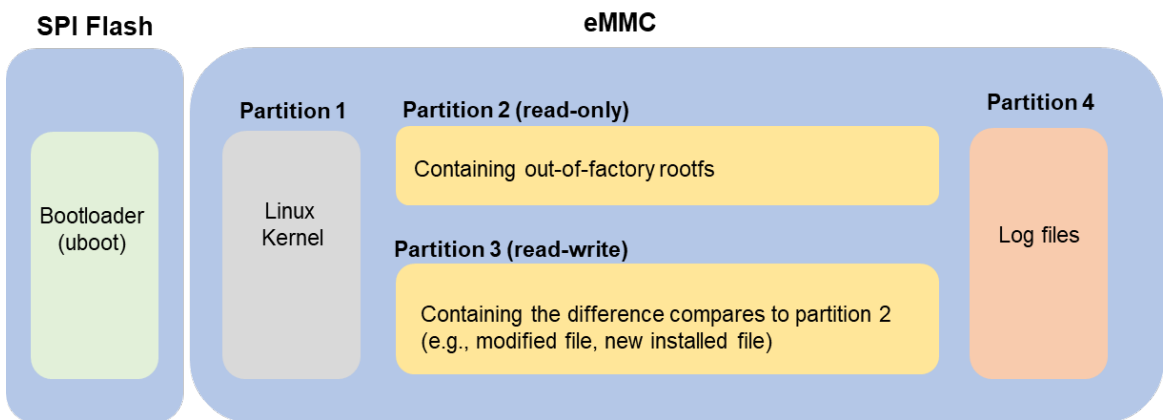 SPI Flash
eMMC
Bootloader
(uboot)
Partition 1
Linux
Kernel
Partition 2 (read-only)
Containing out-of-factory rootfs
Partition 3 (read-write)
Containing the difference compares to partition 2
(e.g., modified file, new installed file)
Partition 4
Log files